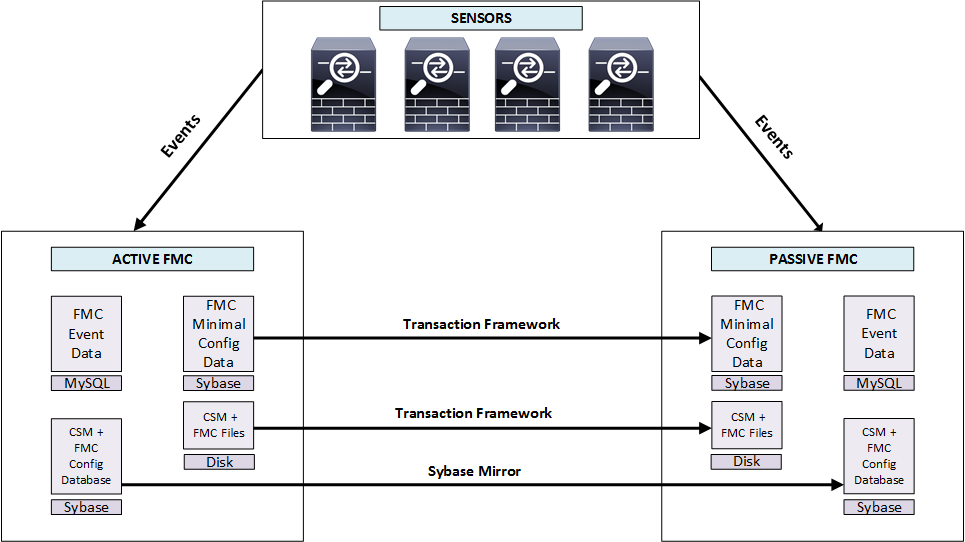 SENSORS
Events
Events
ACTIVE FMC
PASSIVE FMC
FMC
Event
Data
MySQL
FMC
Minimal
Config
Data
Sybase
Transaction Framework
FMC
Minimal
Config
Data
Sybase
FMC
Event
Data
MySQL
CSM +
FMC
Config
Database
Sybase
CSM +
FMC Files
Disk
Transaction Framework
Sybase Mirror
CSM +
FMC Files
Disk
CSM +
FMC
Config
Database
Sybase